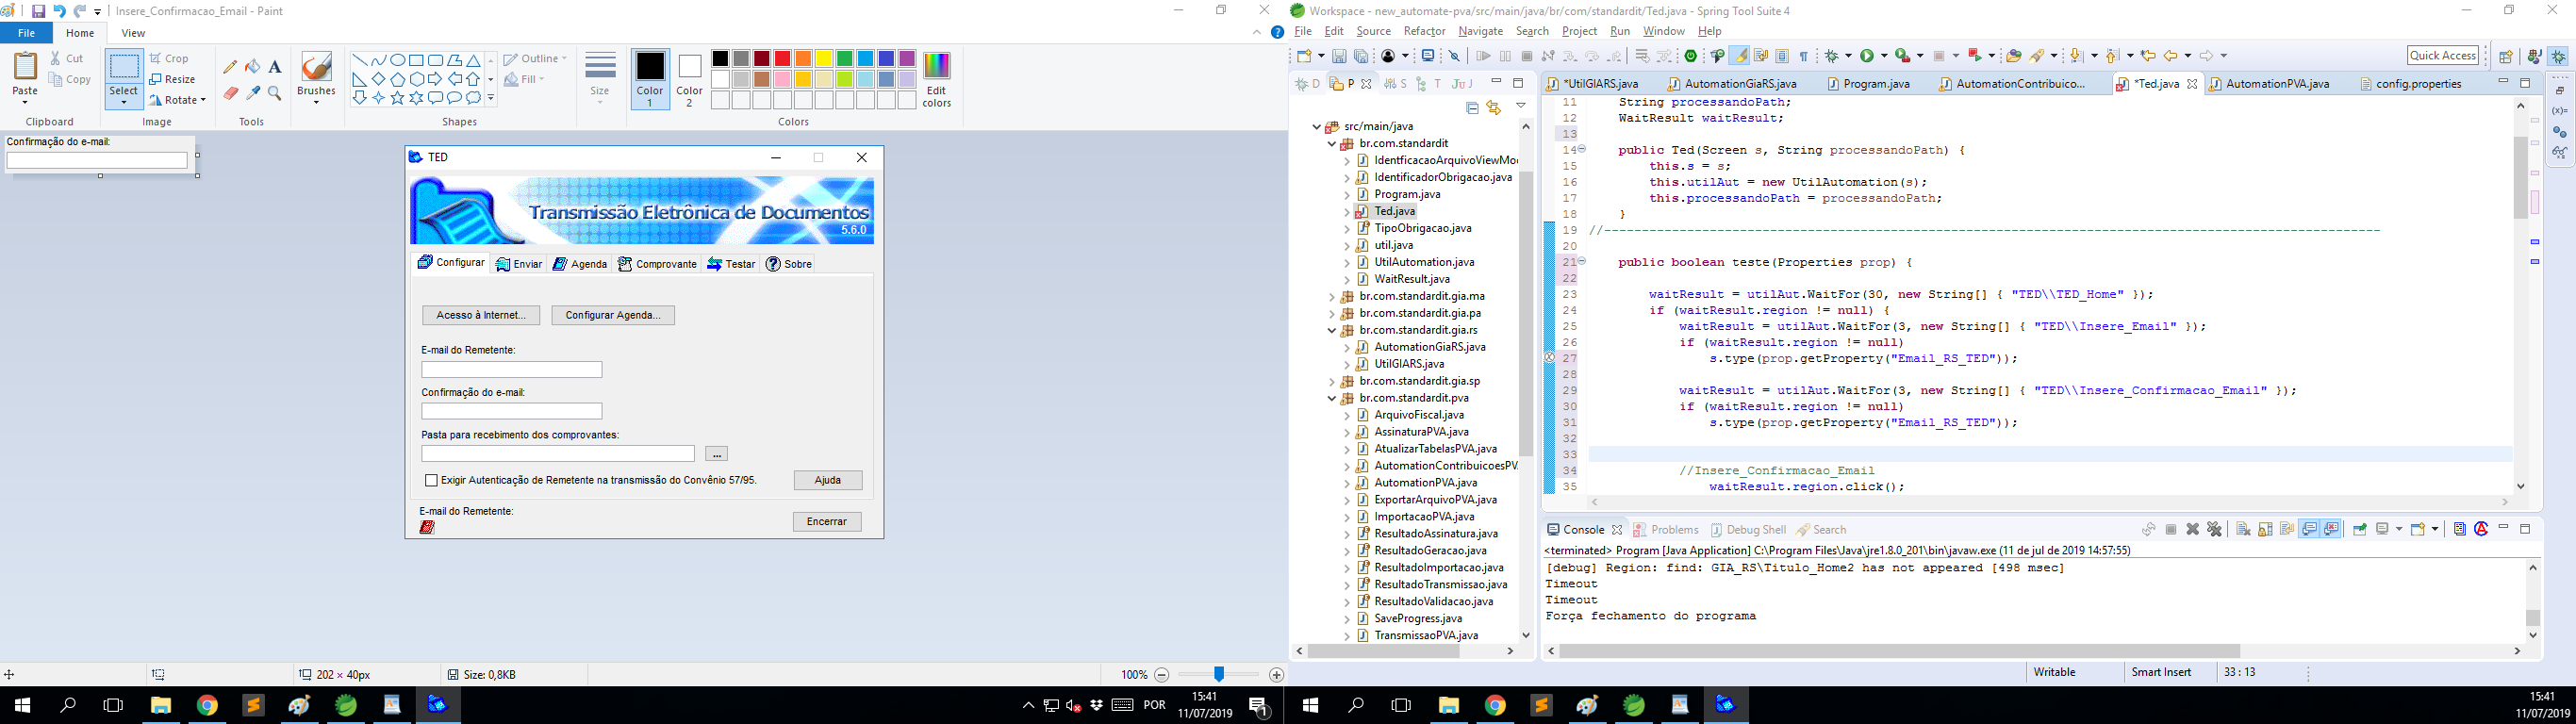 Insere_Confirmacao_Email - Paint
File
Home
View
Paste
Cut
Copy
Clipboard
Select
Crop
Resize
Rotate
Image
Tools
Brushes
Shapes
Outline
Fill
Size
Color
1
Color
2
Edit
colors
Colors
Confirmação do e-mail:
TED
Transmissão Eletrônica de Documentos
5.6.0
Configurar
Enviar
Agenda
Comprovante
Testar
Sobre
Acesso à Internet...
Configurar Agenda...
E-mail do Remetente:
Confirmação do e-mail:
Pasta para recebimento dos comprovantes:
...
Exigir Autenticação de Remetente na transmissão do Convênio 57/95.
Ajuda
E-mail do Remetente:
Encerrar
202 × 40px
Size: 0,8KB
100%
POR
15:41
11/07/2019
1
Workspace - new_automate-pva/src/main/java/br/com/standardit/Ted.java - Spring Tool Suite 4
File Edit Source Refactor Navigate Search Project Run Window Help
Quick Access
D P S T J
*UtilGIARS.java
AutomationGiaRS.java
Program.java
AutomationContribuico...
*Ted.java
AutomationPVA.java
config.properties
src/main/java
br.com.standardit
IdentficacaoArquivoViewMo
IdentificadorObrigacao.java
Program.java
Ted.java
TipoObrigacao.java
util.java
UtilAutomation.java
WaitResult.java
br.com.standardit.gia.ma
br.com.standardit.gia.pa
br.com.standardit.gia.rs
AutomationGiaRS.java
UtilGIARS.java
br.com.standardit.gia.sp
br.com.standardit.pva
ArquivoFiscal.java
AssinaturaPVA.java
AtualizarTabelasPVA.java
AutomationContribuicoesPV
AutomationPVA.java
ExportarArquivoPVA.java
ImportacaoPVA.java
ResultadoAssinatura.java
ResultadoGeracao.java
ResultadoImportacao.java
ResultadoTransmissao.java
ResultadoValidacao.java
SaveProgress.java
TransmissaoPVA.java
11 String processandoPath;
12 WaitResult waitResult;
13
14 public Ted(Screen s, String processandoPath) {
15 this.s = s;
16 this.utilAut = new UtilAutomation(s);
17 this.processandoPath = processandoPath;
18 }
19 //-------------------------------------------------------------------------------------------------------
20
21 public boolean teste(Properties prop) {
22
23 waitResult = utilAut.WaitFor(30, new String[] { "TED\\TED_Home" });
24 if (waitResult.region != null) {
25 waitResult = utilAut.WaitFor(3, new String[] { "TED\\Insere_Email" });
26 if (waitResult.region != null)
27 s.type(prop.getProperty("Email_RS_TED"));
28
29 waitResult = utilAut.WaitFor(3, new String[] { "TED\\Insere_Confirmacao_Email" });
30 if (waitResult.region != null)
31 s.type(prop.getProperty("Email_RS_TED"));
32
33
34 //Insere_Confirmacao_Email
35 waitResult.region.click();
Console
Problems
Debug Shell
Search
<terminated> Program [Java Application] C:\Program Files\Java\jre1.8.0_201\bin\javaw.exe (11 de jul de 2019 14:57:55)
[debug] Region: find: GIA_RS\Titulo_Home2 has not appeared [498 msec]
Timeout
Timeout
Força fechamento do programa
Writable
Smart Insert
33 : 13
15:41
11/07/2019